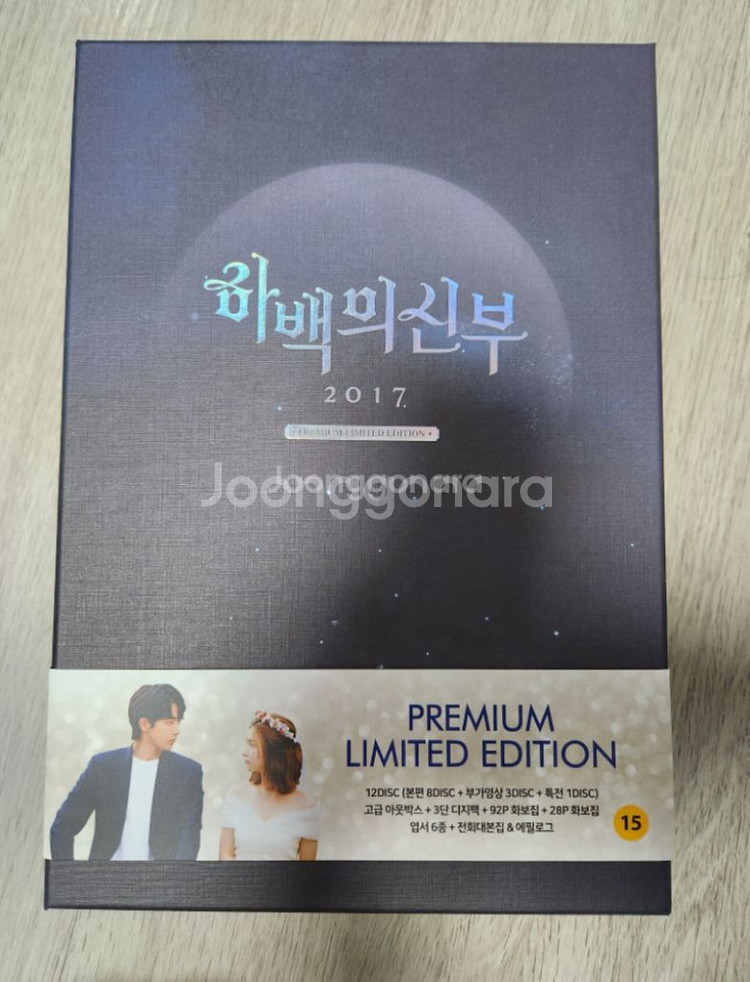 하백의신부
2017
PREMIUM LIMITED EDITION
Joonggonara
Joonggonara
PREMIUM
LIMITED EDITION
12DISC (본편 8DISC + 부가영상 3DISC + 특전 1DISC)
고급 아웃박스 + 3단 디지팩 + 92P 화보집 + 28P 화보집
엽서 6종 + 전회대본집 & 에필로그
15